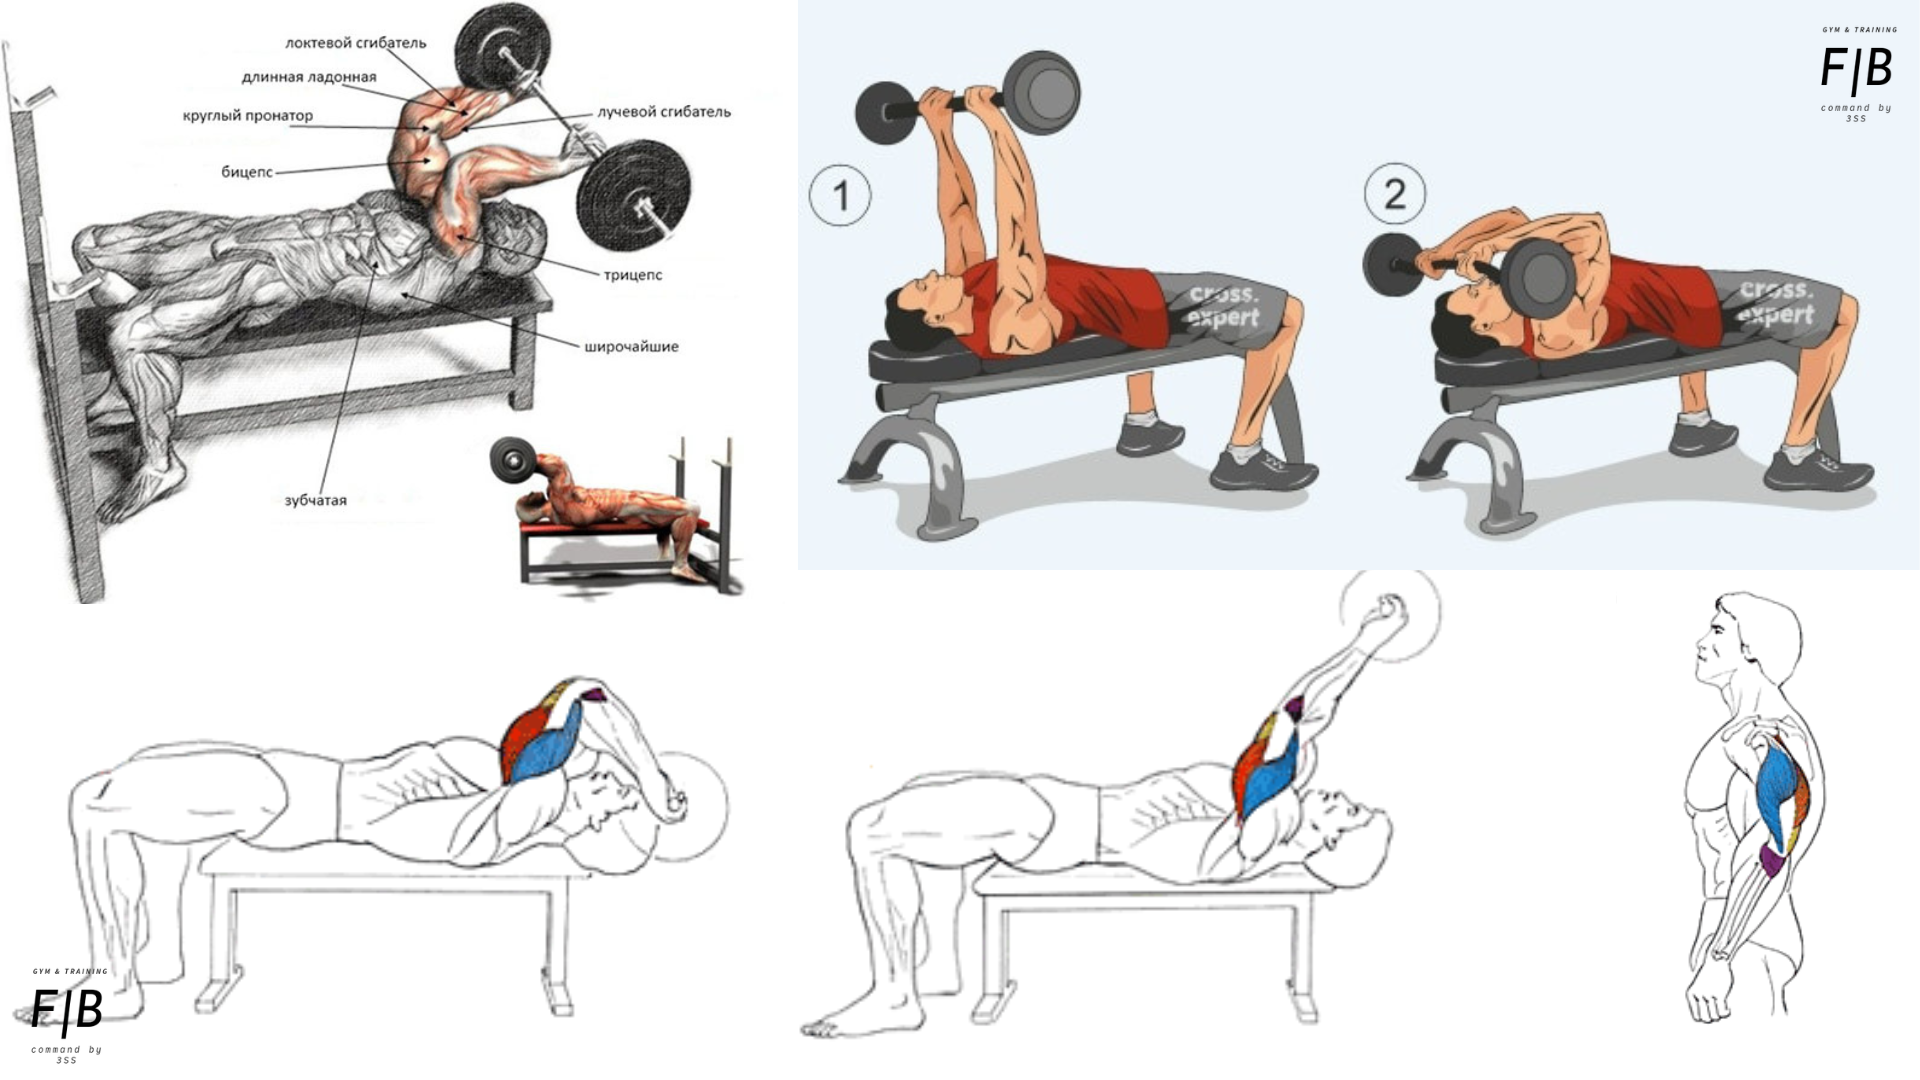 локтевой сгибатель
длинная ладонная
круглый пронатор
лучевой сгибатель
бицепс
трицепс
широчайшие
зубчатая
1
2
cross.
expert
cross.
expert
GYM & TRAINING
F|B
command by
3SS
GYM & TRAINING
F|B
command by
3SS